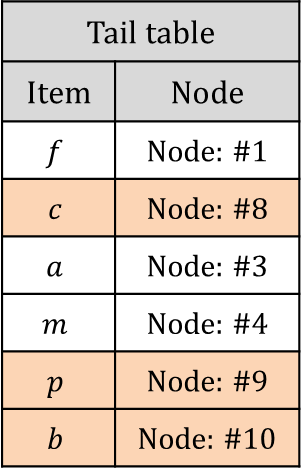 Tail table
Item Node
f Node: #1
c Node: #8
a Node: #3
m Node: #4
p Node: #9
b Node: #10